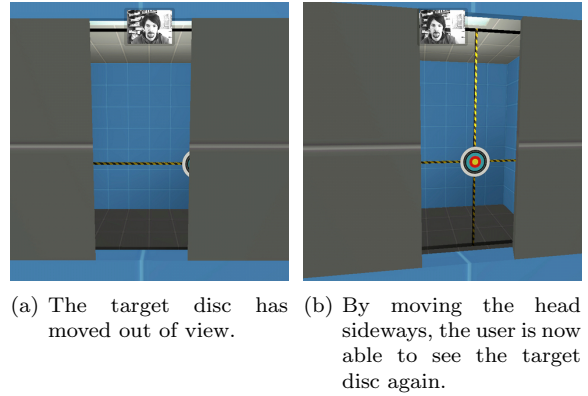 (a) The target disc has
moved out of view.
(b) By moving the head
sideways, the user is now
able to see the target
disc again.